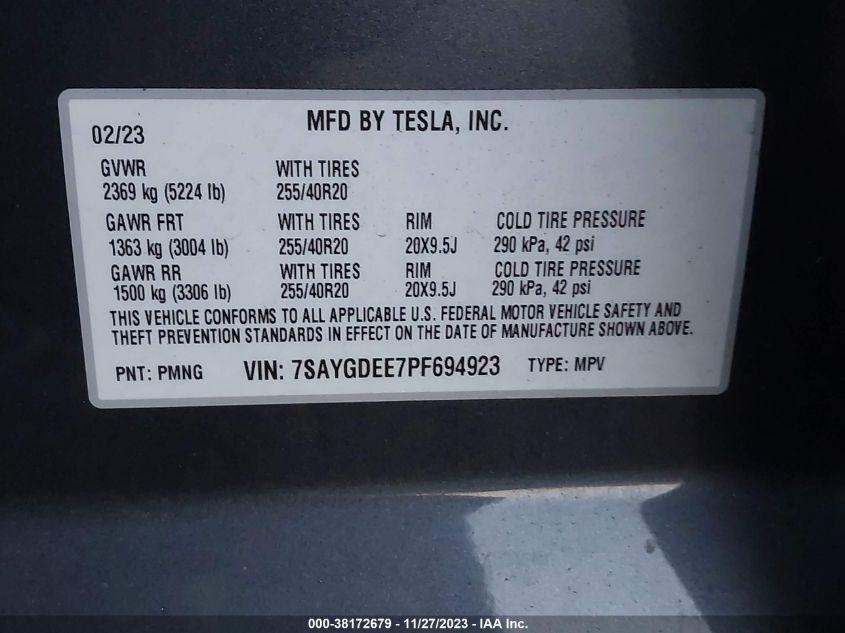 MFD BY TESLA, INC.
02/23
GVWR WITH TIRES
2369 kg (5224 lb) 255/40R20
GAWR FRT WITH TIRES RIM COLD TIRE PRESSURE
1363 kg (3004 lb) 255/40R20 20X9.5J 290 kPa, 42 psi
GAWR RR WITH TIRES RIM COLD TIRE PRESSURE
1500 kg (3306 lb) 255/40R20 20X9.5J 290 kPa, 42 psi
THIS VEHICLE CONFORMS TO ALL APPLICABLE U.S. FEDERAL MOTOR VEHICLE SAFETY AND
THEFT PREVENTION STANDARDS IN EFFECT ON THE DATE OF MANUFACTURE SHOWN ABOVE.
PNT: PMNG VIN: 7SAYGDEE7PF694923 TYPE: MPV
000-38172679 - 11/27/2023 - IAA Inc.